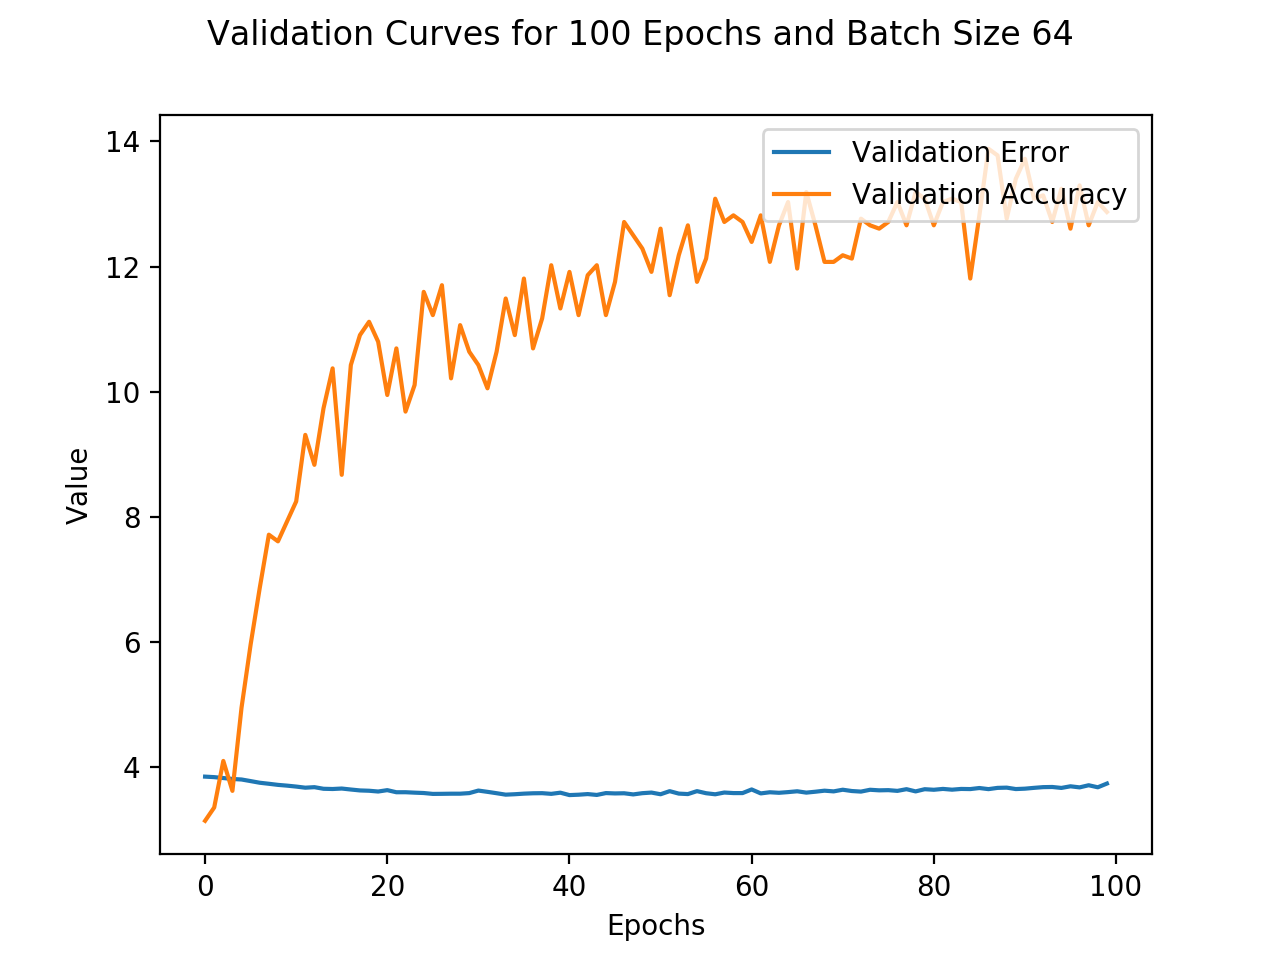 Validation Curves for 100 Epochs and Batch Size 64
Validation Error
Validation Accuracy
14
12
10
8
6
4
Value
0 20 40 60 80 100
Epochs